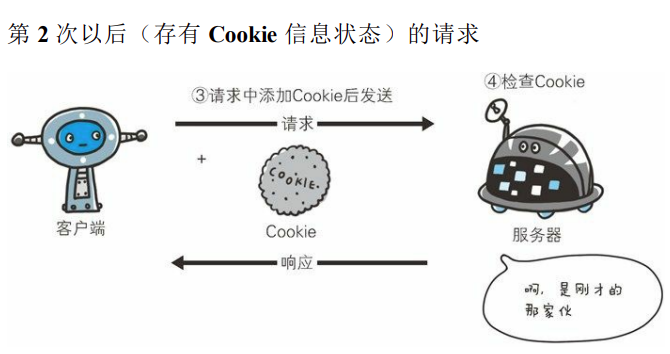 第 2 次以后（存有 Cookie 信息状态）的请求
③请求中添加Cookie后发送
④检查Cookie
请求
+
COOKIE.
客户端
Cookie
服务器
响应
啊，是刚才的
那家伙